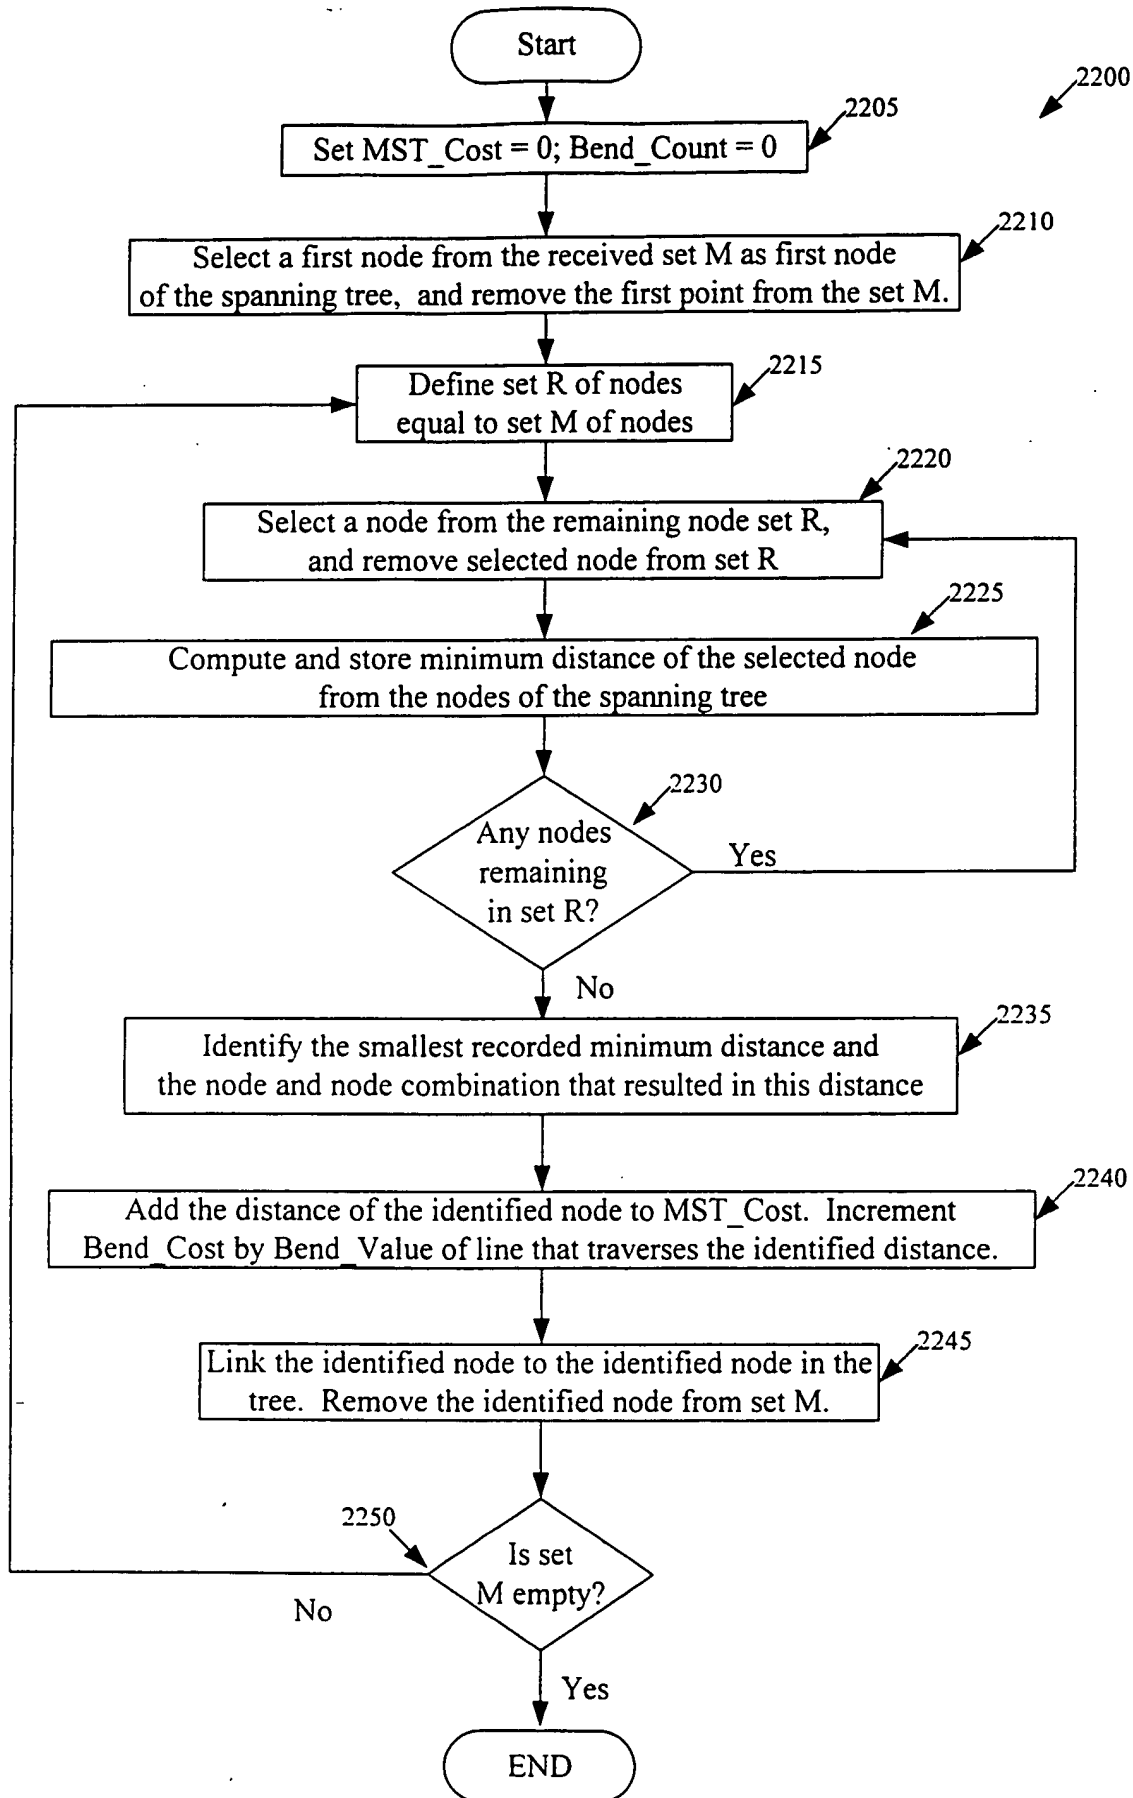 Start
2200
2205
Set MST_Cost = 0; Bend_Count = 0
2210
Select a first node from the received set M as first node
of the spanning tree, and remove the first point from the set M.
2215
Define set R of nodes
equal to set M of nodes
2220
Select a node from the remaining node set R,
and remove selected node from set R
2225
Compute and store minimum distance of the selected node
from the nodes of the spanning tree
2230
Any nodes
remaining
in set R?
Yes
No
2235
Identify the smallest recorded minimum distance and
the node and node combination that resulted in this distance
2240
Add the distance of the identified node to MST_Cost. Increment
Bend_Cost by Bend_Value of line that traverses the identified distance.
2245
Link the identified node to the identified node in the
tree. Remove the identified node from set M.
2250
Is set
M empty?
No
Yes
END